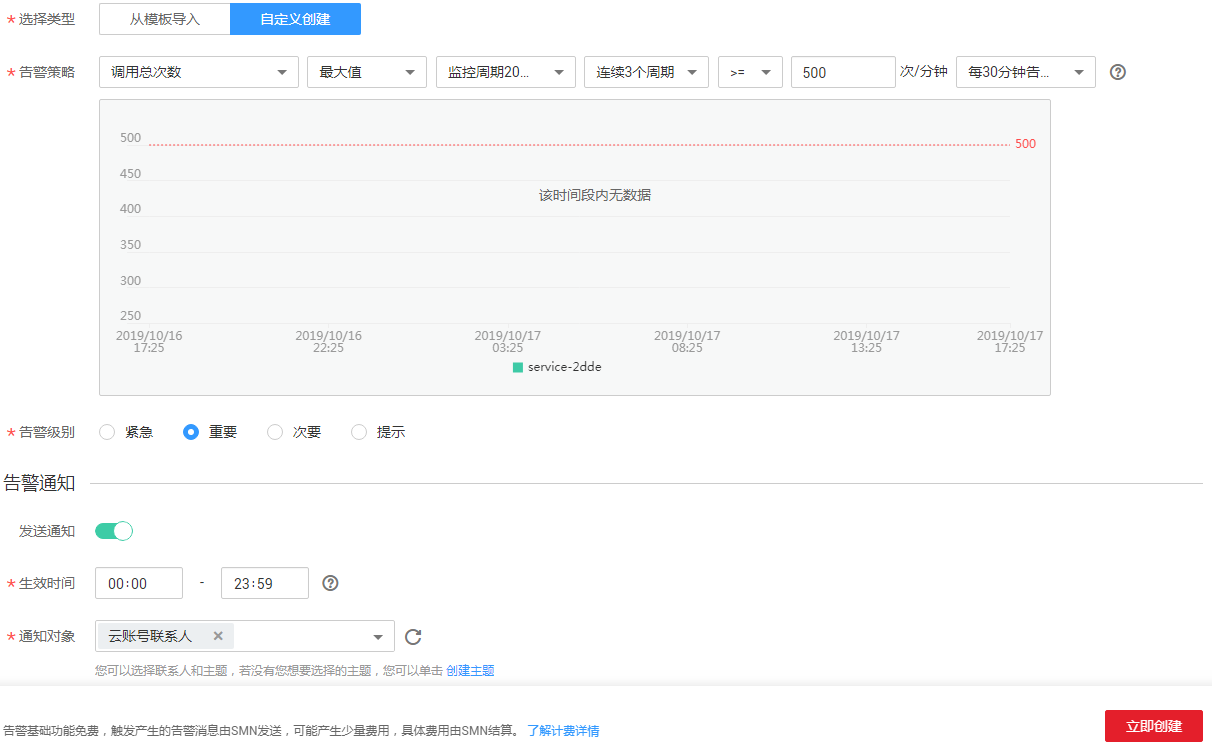 * 选择类型 从模板导入 自定义创建
* 告警策略 调用总次数 最大值 监控周期20... 连续3个周期 >= 500 次/分钟 每30分钟告...
500 500
450
该时间段内无数据
400
350
300
250
2019/10/16 2019/10/16 2019/10/17 2019/10/17 2019/10/17 2019/10/17
17:25 22:25 03:25 08:25 13:25 17:25
service-2dde
* 告警级别 紧急 重要 次要 提示
告警通知
发送通知
* 生效时间 00:00 - 23:59
* 通知对象 云账号联系人 ×
您可以选择联系人和主题，若没有您想要选择的主题，您可以单击 创建主题
告警基础功能免费，触发产生的告警消息由SMN发送，可能产生少量费用，具体费用由SMN结算。 了解计费详情 立即创建